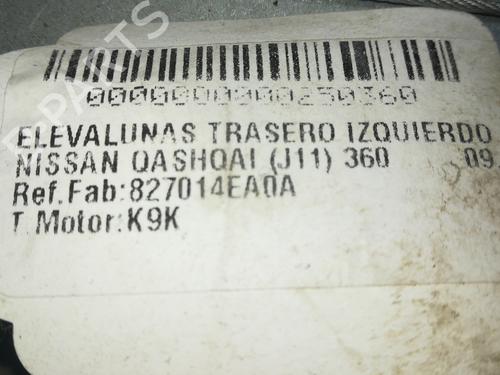 0000000000250360
ELEVALUNAS TRASERO IZQUIERDO
NISSAN QASHQAI (J11) 360 09
Ref.Fab:827014EA0A
T.Motor:K9K